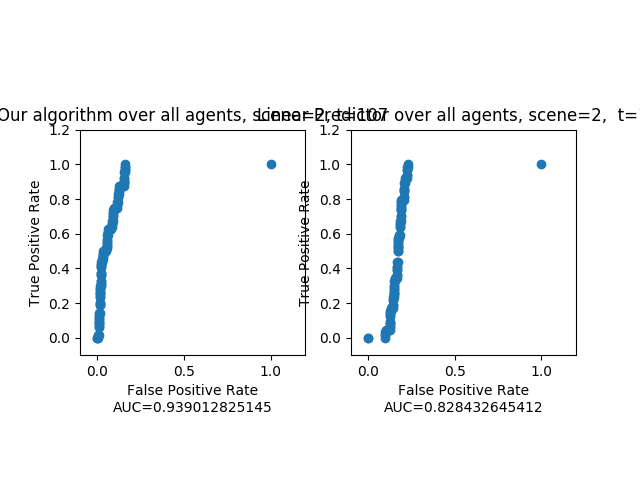 Our algorithm over all agents, scene=2, t=107
Linear Predictor over all agents, scene=2, t=
1.2
1.0
0.8
0.6
0.4
0.2
0.0
True Positive Rate
0.0 0.5 1.0
False Positive Rate
AUC=0.939012825145
1.2
1.0
0.8
0.6
0.4
0.2
0.0
True Positive Rate
0.0 0.5 1.0
False Positive Rate
AUC=0.828432645412